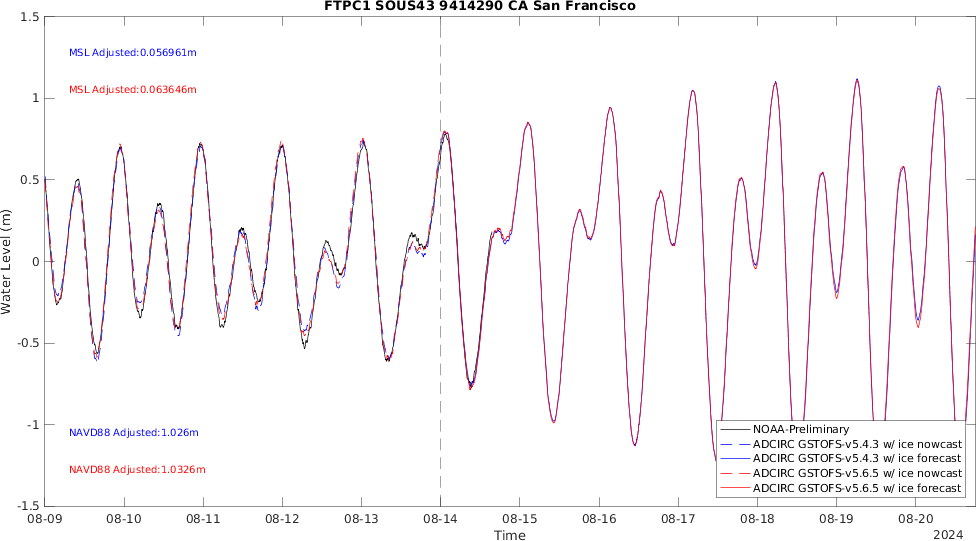 FTPC1 SOUS43 9414290 CA San Francisco
1.5
1
0.5
0
-0.5
-1
-1.5
Water Level (m)
MSL Adjusted:0.056961m
MSL Adjusted:0.063646m
NAVD88 Adjusted:1.026m
NAVD88 Adjusted:1.0326m
NOAA-Preliminary
ADCIRC GSTOFS-v5.4.3 w/ ice nowcast
ADCIRC GSTOFS-v5.4.3 w/ ice forecast
ADCIRC GSTOFS-v5.6.5 w/ ice nowcast
ADCIRC GSTOFS-v5.6.5 w/ ice forecast
08-09 08-10 08-11 08-12 08-13 08-14 08-15 08-16 08-17 08-18 08-19 08-20
Time
2024